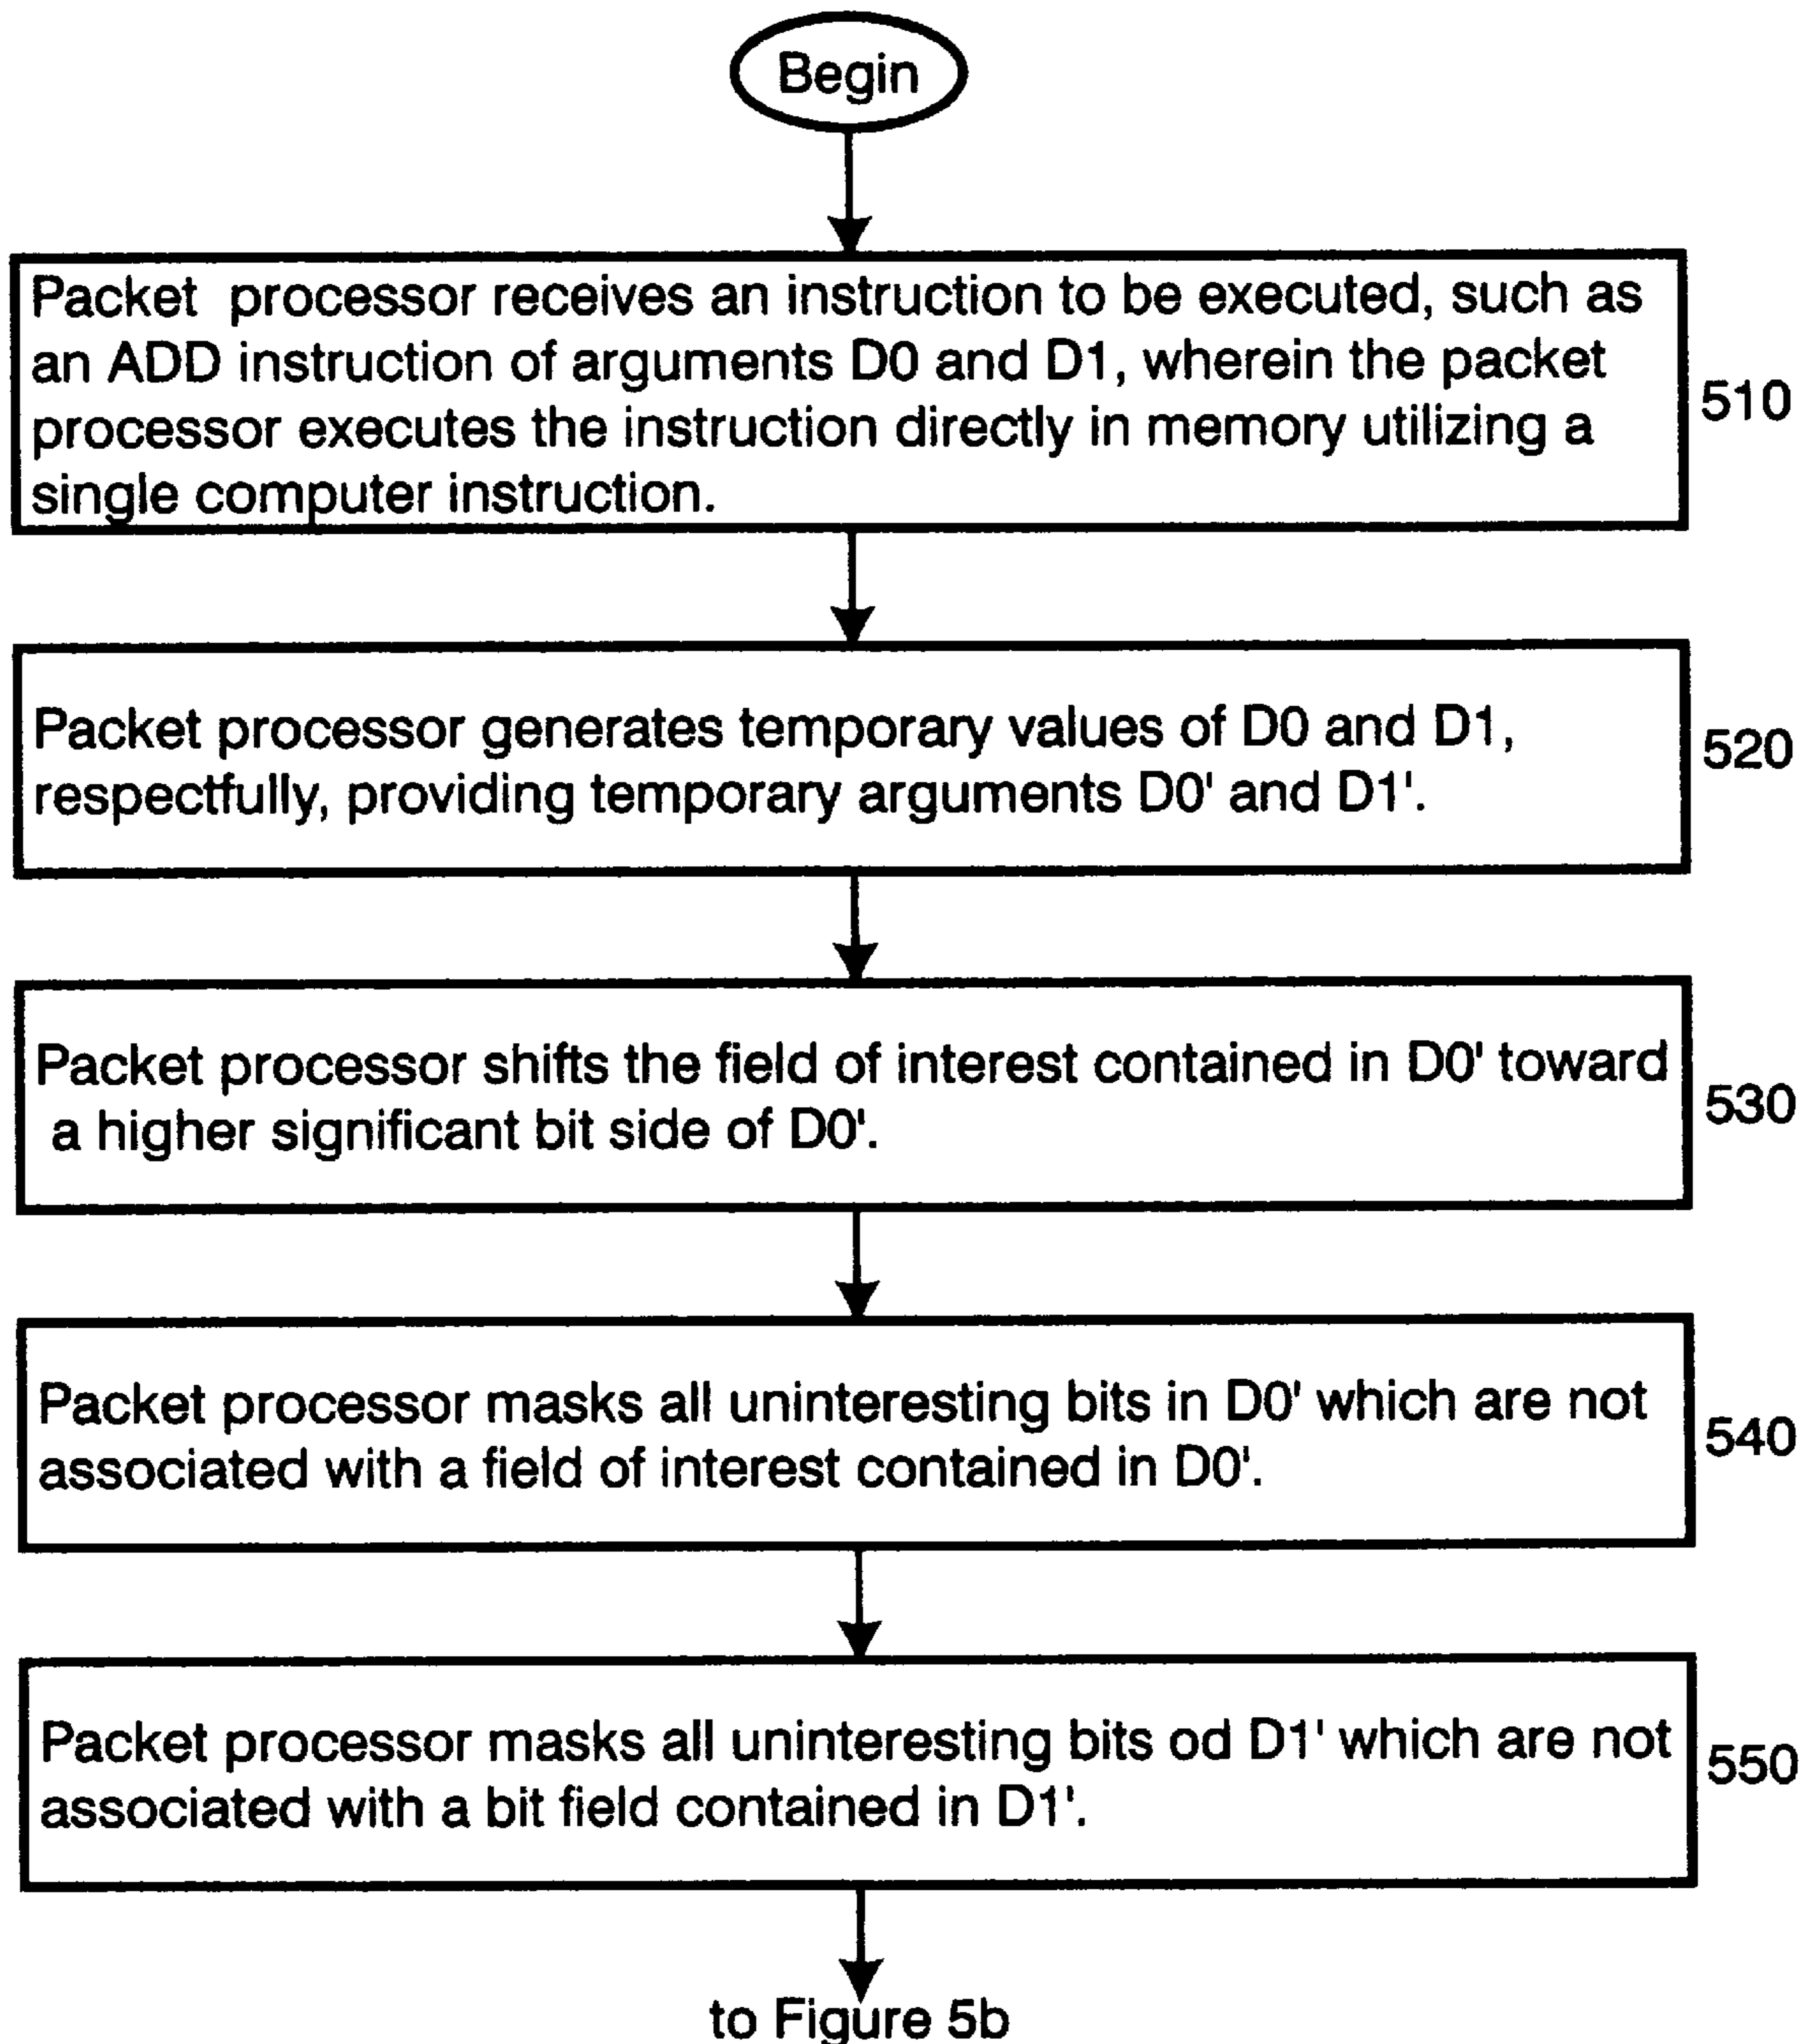 Begin
Packet processor receives an instruction to be executed, such as
an ADD instruction of arguments D0 and D1, wherein the packet
processor executes the instruction directly in memory utilizing a
single computer instruction.
510
Packet processor generates temporary values of D0 and D1,
respectfully, providing temporary arguments D0' and D1'.
520
Packet processor shifts the field of interest contained in D0' toward
a higher significant bit side of D0'.
530
Packet processor masks all uninteresting bits in D0' which are not
associated with a field of interest contained in D0'.
540
Packet processor masks all uninteresting bits od D1' which are not
associated with a bit field contained in D1'.
550
to Figure 5b